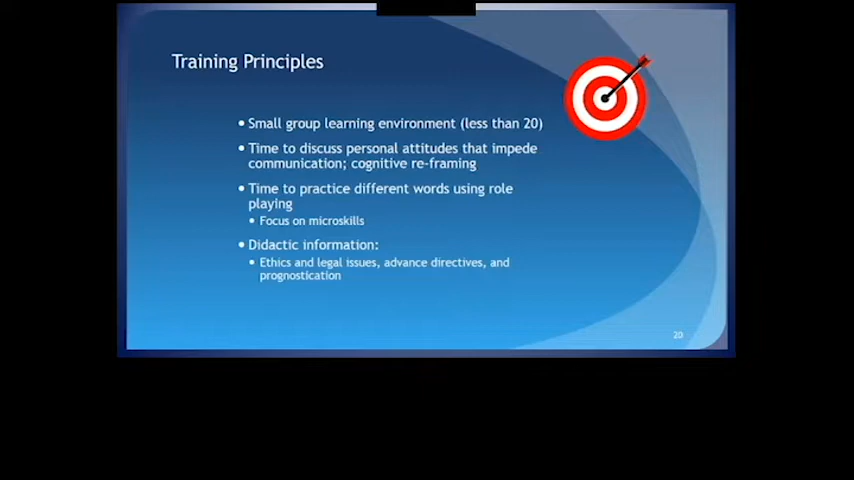 Training Principles
• Small group learning environment (less than 20)
• Time to discuss personal attitudes that impede
communication; cognitive re-framing
• Time to practice different words using role
playing
• Focus on microskills
• Didactic information:
• Ethics and legal issues, advance directives, and
prognostication
20